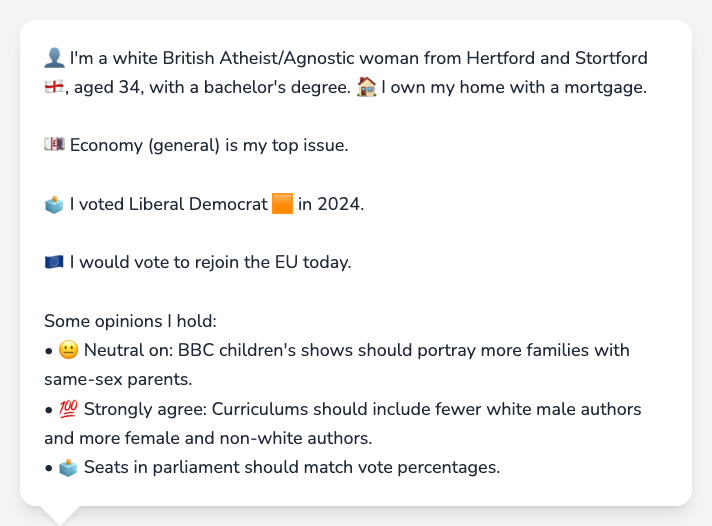 👤 I'm a white British Atheist/Agnostic woman from Hertford and Stortford
🏴󠁧󠁢󠁥󠁮󠁧󠁿, aged 34, with a bachelor's degree. 🏠 I own my home with a mortgage.
💷 Economy (general) is my top issue.
🗳️ I voted Liberal Democrat 🟧 in 2024.
🇪🇺 I would vote to rejoin the EU today.
Some opinions I hold:
• 😐 Neutral on: BBC children's shows should portray more families with
same-sex parents.
• 💯 Strongly agree: Curriculums should include fewer white male authors
and more female and non-white authors.
• 🗳️ Seats in parliament should match vote percentages.